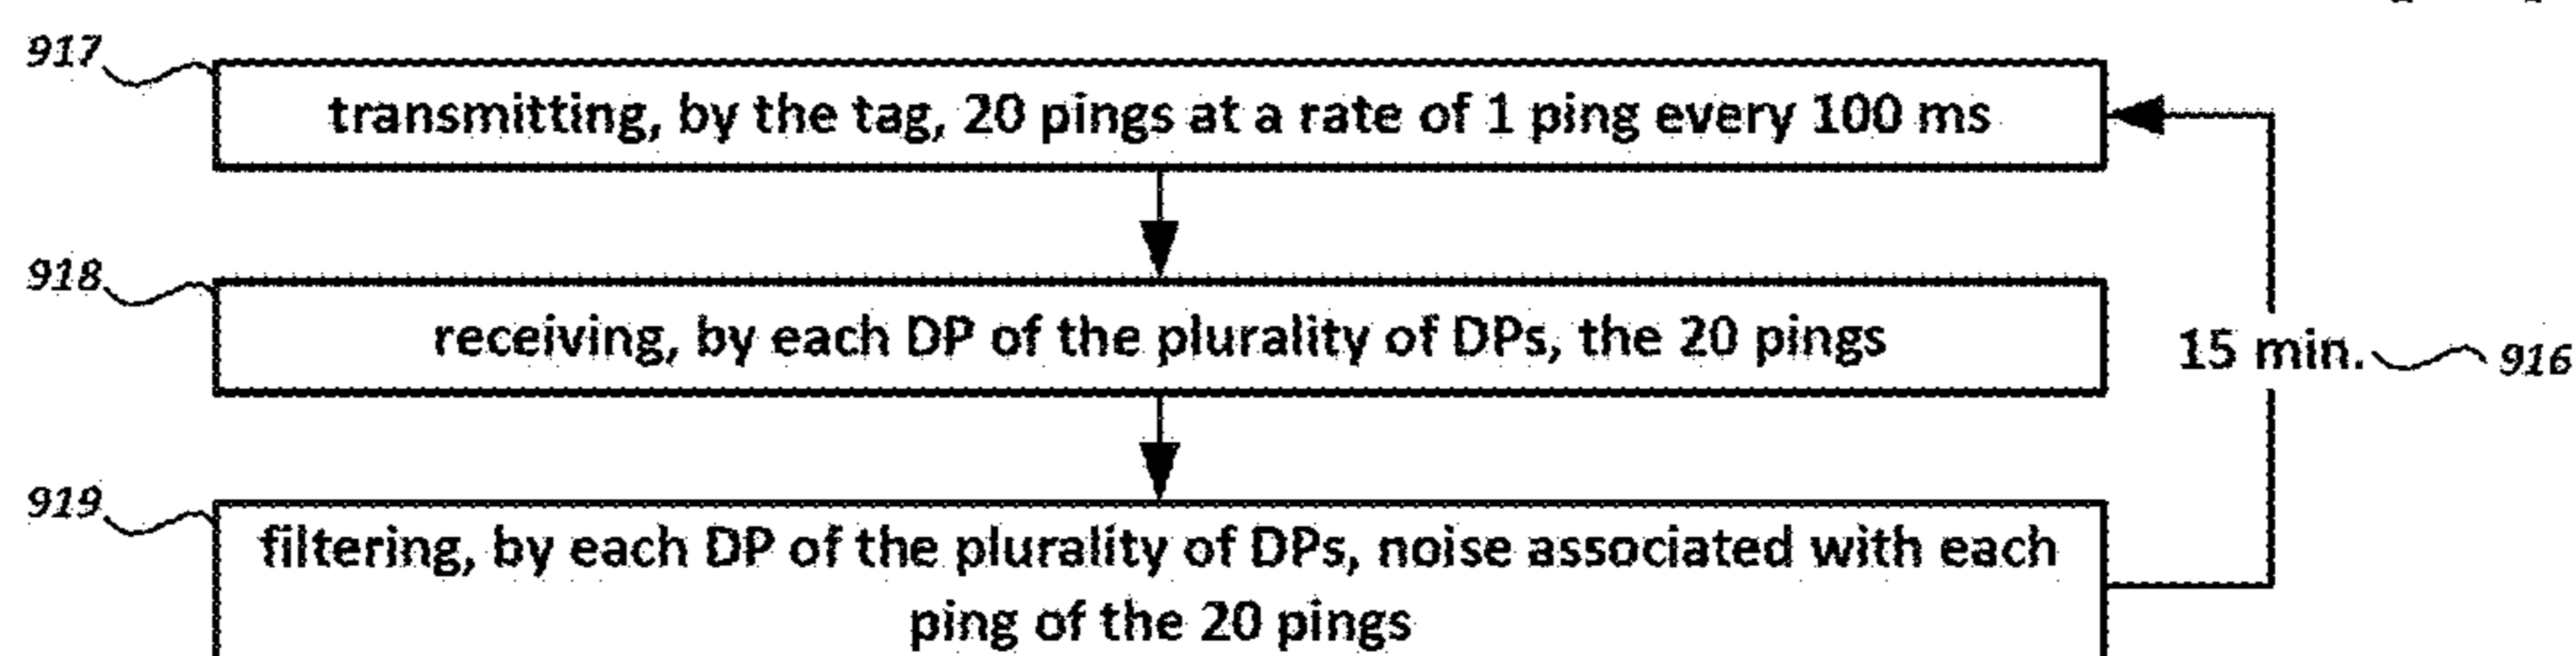 917
transmitting, by the tag, 20 pings at a rate of 1 ping every 100 ms
918
receiving, by each DP of the plurality of DPs, the 20 pings
15 min.
916
919
filtering, by each DP of the plurality of DPs, noise associated with each
ping of the 20 pings